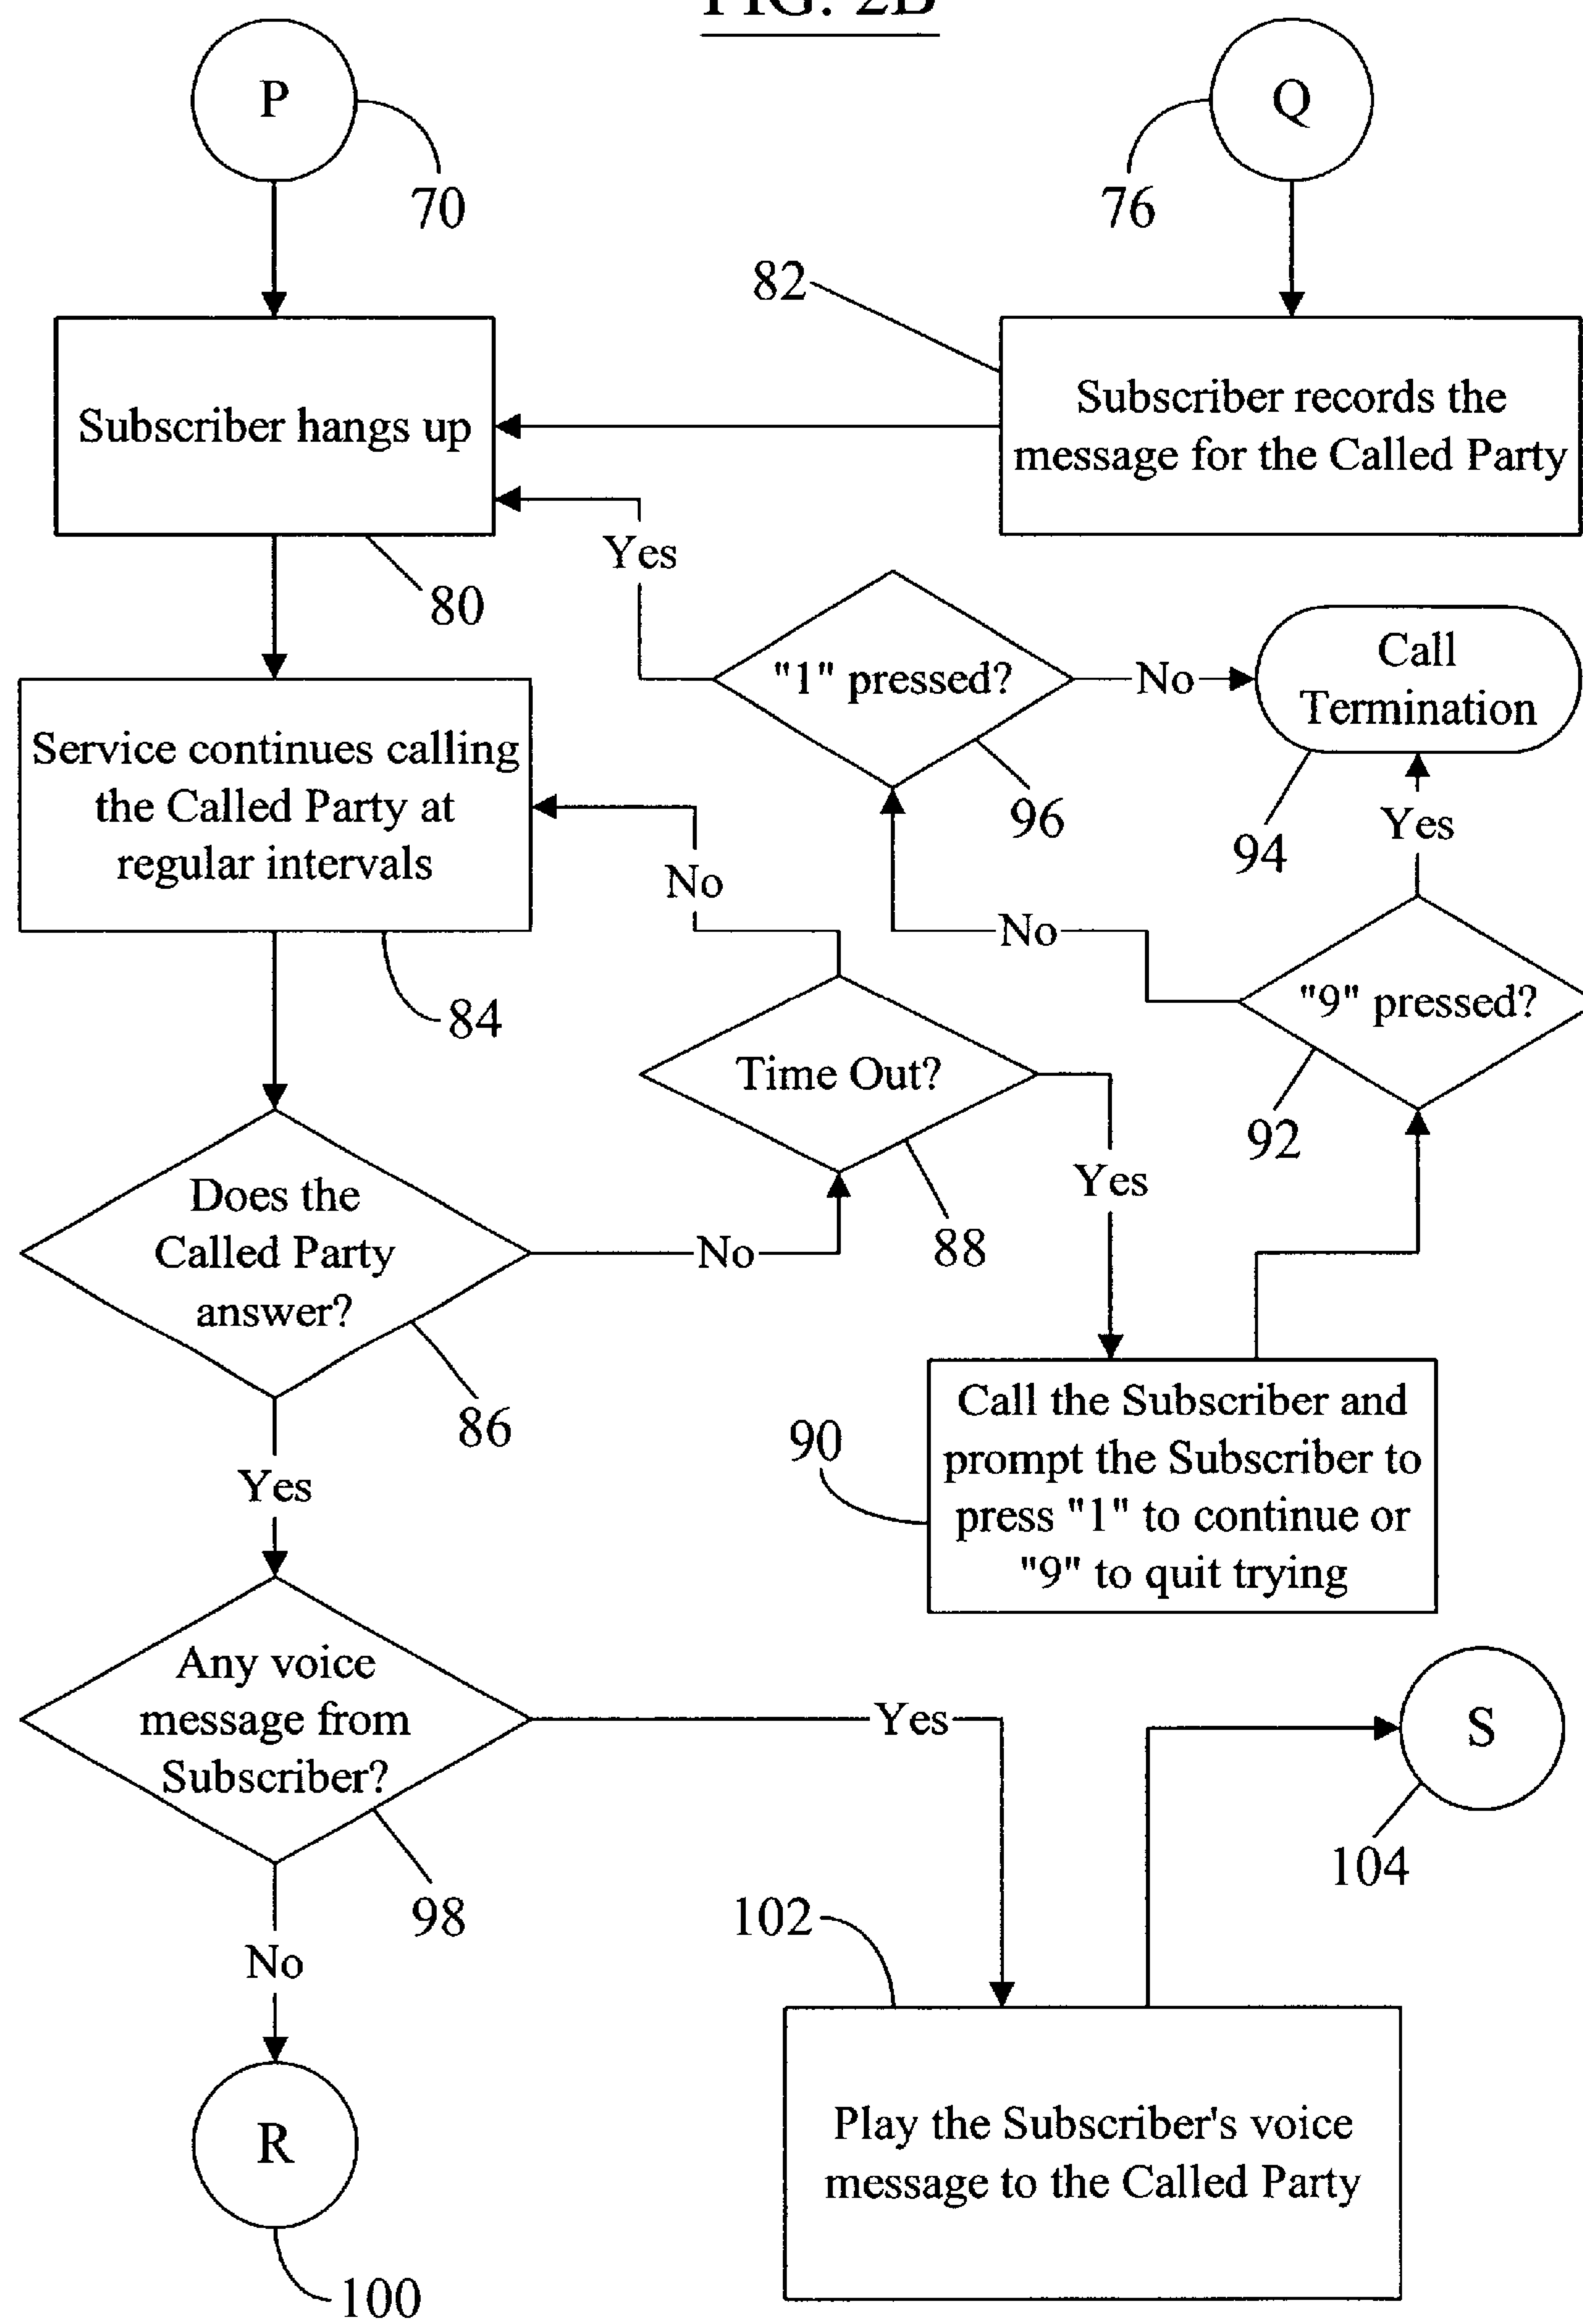 FIG. 2B
P
70
Q
76
82
Subscriber hangs up
Subscriber records the
message for the Called Party
Yes
80
"1" pressed?
No
Call
Termination
Service continues calling
the Called Party at
regular intervals
96
94
Yes
No
No
"9" pressed?
84
Time Out?
92
Does the
Called Party
answer?
No
88
Yes
86
Call the Subscriber and
prompt the Subscriber to
press "1" to continue or
"9" to quit trying
90
Yes
Any voice
message from
Subscriber?
Yes
S
104
98
102
No
R
Play the Subscriber's voice
message to the Called Party
100